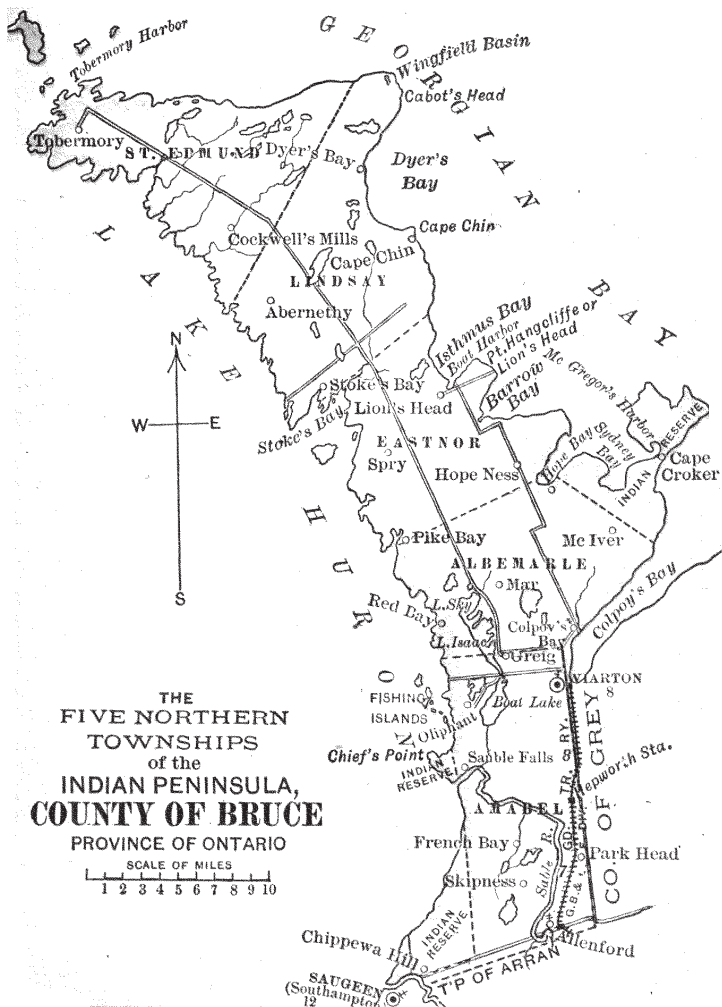 GEORGIAN BAY
Tobermory Harbor
Wingfield Basin
Cabot's Head
Tobermory
ST. EDMUND
Dyer's Bay
Dyer's
Bay
Cape Chin
Cockwell's Mills
Cape Chin
LINDSAY
LAKE HURON
Abernethy
Isthmus Bay
Boat Harbor
Pt. Hangcliffe or
Lion's Head
Barrow
Bay
Mc Gregor's Harbor
N
W
E
S
Stoke's Bay
Stoke's Bay
Lion's Head
EASTNOR
Spry
Hope Ness
Hope Bay
Sydney
Bay
INDIAN RESERVE
Cape
Croker
Pike Bay
Mc Iver
ALBEMARLE
Mar
Colpoy's Bay
Red Bay
L. Sky
L. Isaac
Colpoy's
Bay
Greig
WIARTON
8
FISHING
ISLANDS
Oliphant
Boat Lake
Chief's Point
INDIAN
RESERVE
Sauble Falls
8
Hepworth Sta.
AMABEL
French Bay
Skipness
Sable R.
G.B. &
GD. TR. RY.
Park Head
CO. OF GREY
INDIAN
RESERVE
Chippewa Hill
Allenford
T'P OF ARRAN
SAUGEEN
(Southampton
12
THE
FIVE NORTHERN
TOWNSHIPS
of the
INDIAN PENINSULA,
COUNTY OF BRUCE
PROVINCE OF ONTARIO
SCALE OF MILES
1 2 3 4 5 6 7 8 9 10